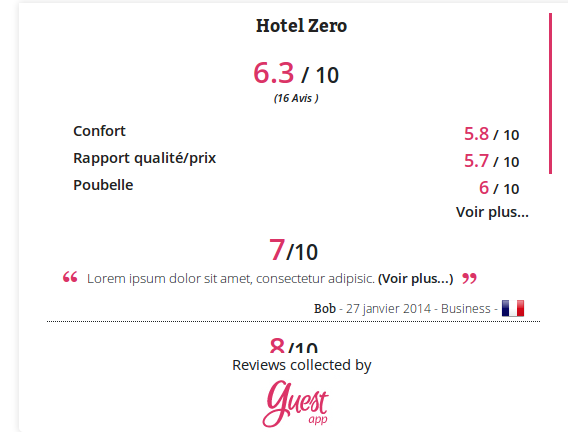 Hotel Zero
6.3 / 10
(16 Avis )
Confort 5.8 / 10
Rapport qualité/prix 5.7 / 10
Poubelle 6 / 10
Voir plus...
7/10
“ Lorem ipsum dolor sit amet, consectetur adipisic. (Voir plus...) ”
Bob - 27 janvier 2014 - Business -
8/10
Reviews collected by
Guest
app